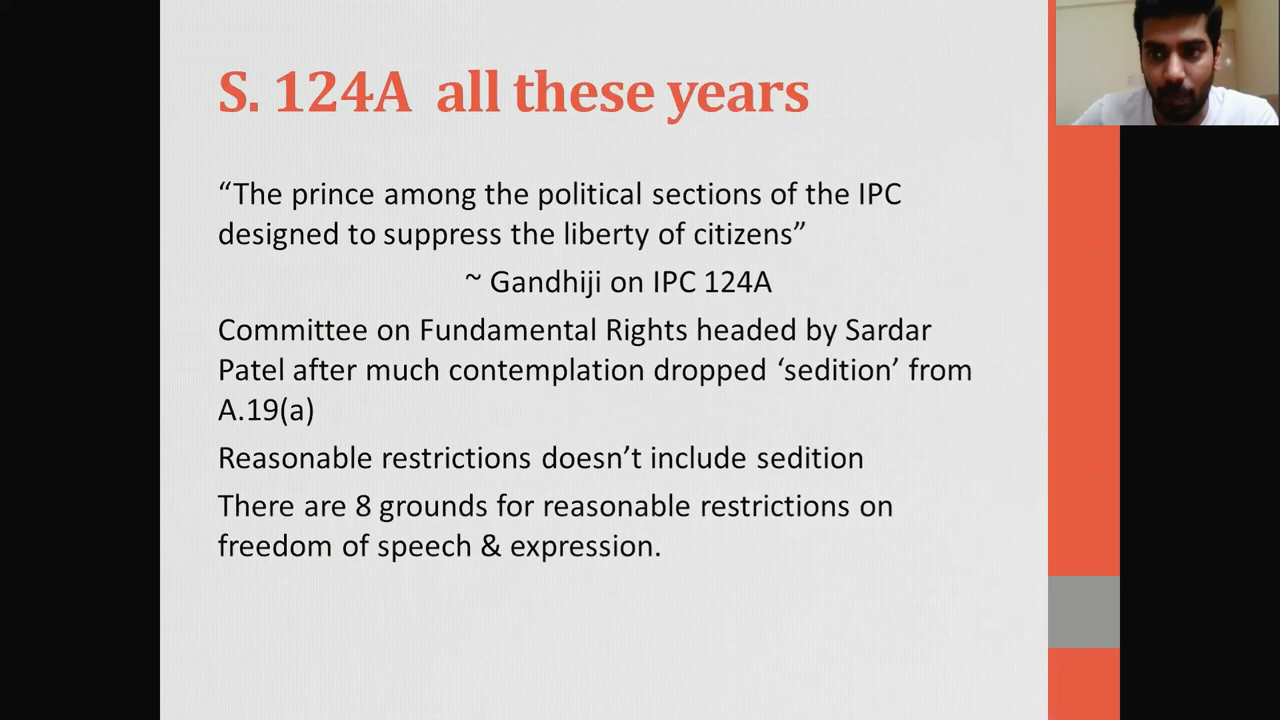 S. 124A all these years
“The prince among the political sections of the IPC
designed to suppress the liberty of citizens”
~ Gandhiji on IPC 124A
Committee on Fundamental Rights headed by Sardar
Patel after much contemplation dropped ‘sedition’ from
A.19(a)
Reasonable restrictions doesn’t include sedition
There are 8 grounds for reasonable restrictions on
freedom of speech & expression.